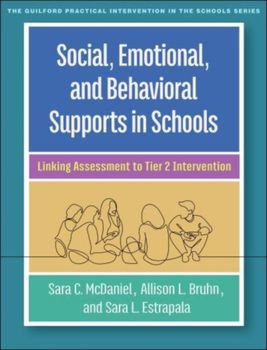 THE GUILFORD PRACTICAL INTERVENTION IN THE SCHOOLS SERIES
Social, Emotional,
and Behavioral
Supports in Schools
Linking Assessment to Tier 2 Intervention
Sara C. McDaniel, Allison L. Bruhn,
and Sara L. Estrapala